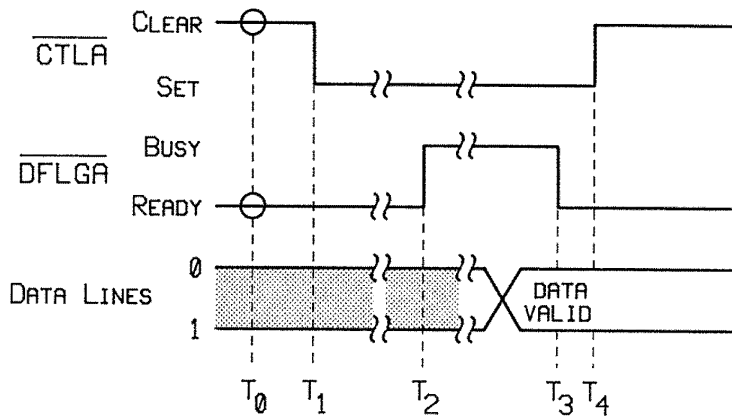 CLEAR
CTLA
SET
BUSY
DFLGA
READY
0
DATA LINES
DATA
VALID
1
T0 T1 T2 T3 T4